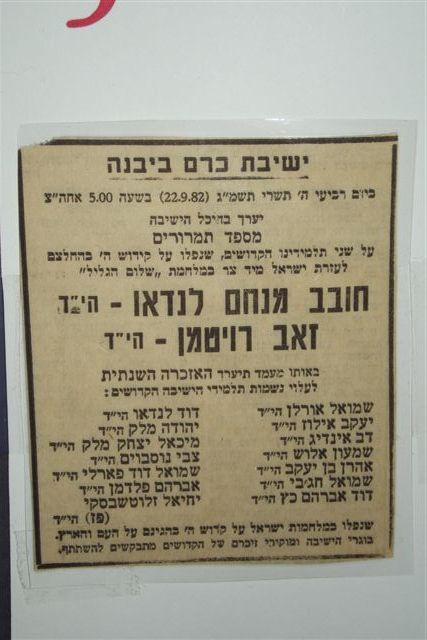 ישיבת כרם ביבנה
ביום רביעי ה׳ תשרי תשמ״ג (22.9.82) בשעה 5.00 אחה״צ
יערך בהיכל הישיבה
מספד תמרורים
על שני תלמידינו הקדושים, שנפלו על קידוש ה׳ בהחלצם
לעזרת ישראל מיד צר במלחמת ״שלום הגליל״
חובב מנחם לנדאו - הי״ד
זאב רויטמן - הי״ד
באותו מעמד תיערך האזכרה השנתית
לעלוי נשמות תלמידי הישיבה הקדושים:
שמואל אורלן הי״ד
יעקב אילוז הי״ד
דב אינדיג הי״ד
שמעון אלוש הי״ד
אהרן בן יעקב הי״ד
שמואל חג׳בי הי״ד
דוד אברהם כץ הי״ד
דוד לנדאו הי״ד
יהודה מלק הי״ד
מיכאל יצחק מלק הי״ד
צבי נוסבוים הי״ד
שמואל דוד פארלי הי״ד
אברהם פלדמן הי״ד
יחיאל זלוטשבסקי
(פז) הי״ד
שנפלו במלחמות ישראל על קדוש ה׳ בהגינם על העם והארץ.
בוגרי הישיבה ומוקירי זיכרם של הקדושים מתבקשים להשתתף.